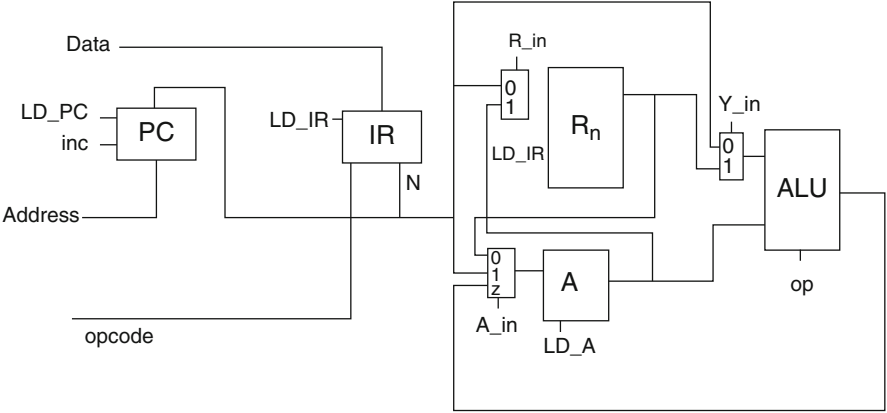 Data
R_in
LD_PC
inc
PC
LD_IR
IR
N
0
1
Rn
LD_IR
Y_in
0
1
ALU
Address
0
1
z
A
op
A_in
LD_A
opcode